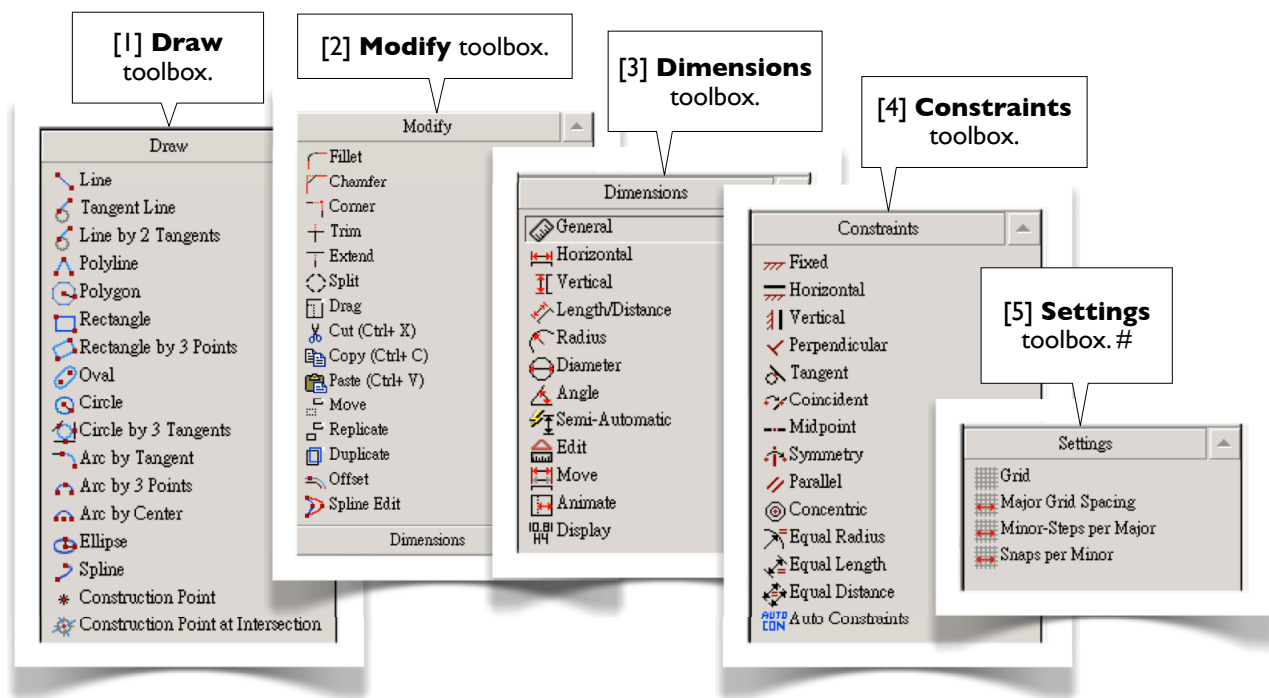 [1] Draw
toolbox.
[2] Modify toolbox.
[3] Dimensions
toolbox.
[4] Constraints
toolbox.
[5] Settings
toolbox. #
Draw
Line
Tangent Line
Line by 2 Tangents
Polyline
Polygon
Rectangle
Rectangle by 3 Points
Oval
Circle
Circle by 3 Tangents
Arc by Tangent
Arc by 3 Points
Arc by Center
Ellipse
Spline
Construction Point
Construction Point at Intersection
Modify
Fillet
Chamfer
Corner
Trim
Extend
Split
Drag
Cut (Ctrl+ X)
Copy (Ctrl+ C)
Paste (Ctrl+ V)
Move
Replicate
Duplicate
Offset
Spline Edit
Dimensions
Dimensions
General
Horizontal
Vertical
Length/Distance
Radius
Diameter
Angle
Semi-Automatic
Edit
Move
Animate
10.81
H4 Display
Constraints
Fixed
Horizontal
Vertical
Perpendicular
Tangent
Coincident
Midpoint
Symmetry
Parallel
Concentric
Equal Radius
Equal Length
Equal Distance
AUTO
CON Auto Constraints
Settings
Grid
Major Grid Spacing
Minor-Steps per Major
Snaps per Minor